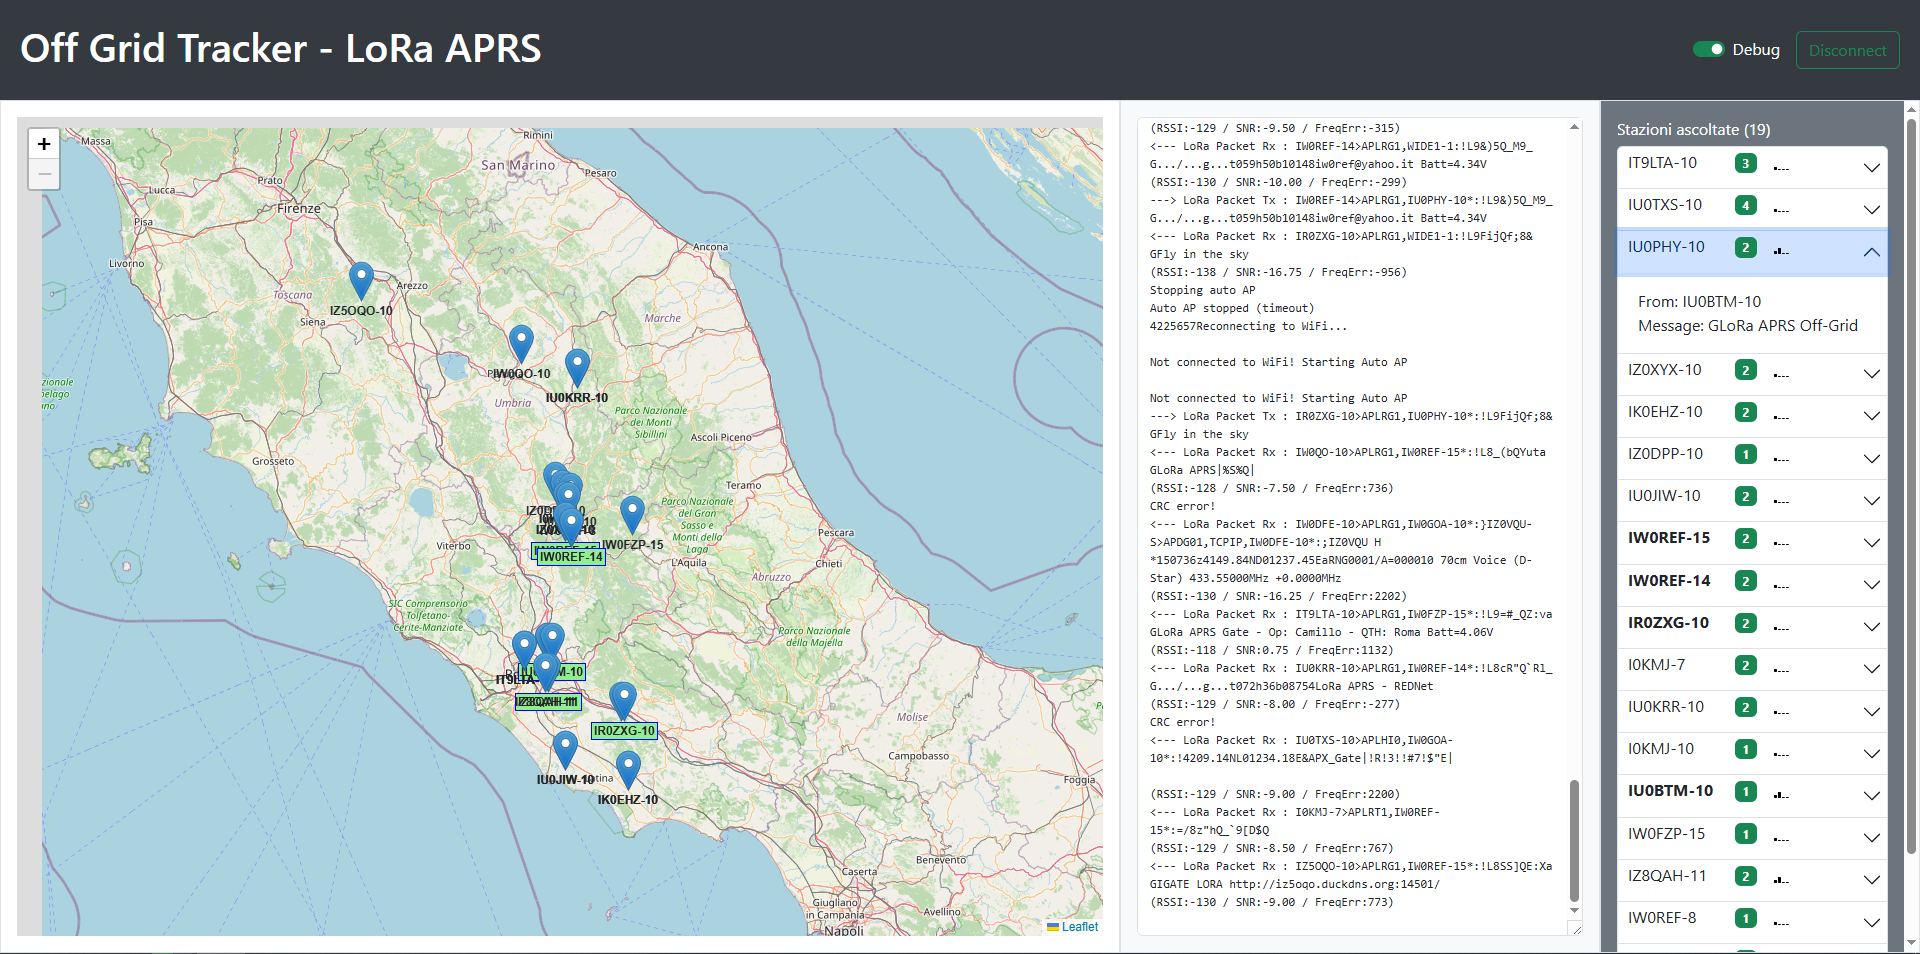 Off Grid Tracker - LoRa APRS
Debug
Disconnect
+
−
Massa
Rimini
San Marino
Pesaro
Prato
Lucca
Firenze
Pisa
Ancona
Livorno
Arezzo
Toscana
IZ5OQO-10
Siena
Marche
zionale
pelago
ano
IW0QO-10
IU0KRR-10
Umbria
Parco Nazionale
dei Monti
Sibillini
Ascoli Piceno
Grosseto
Teramo
Parco Nazionale
del Gran
Sasso e
Monti della
Laga
Viterbo
IW0FZP-15
IW0REF-14
Pescara
L'Aquila
Chieti
Abruzzo
SIC Comprensorio
Tolfetano-
Cerite-Manziate
Parco Nazionale
della Majella
IR0ZXG-10
Molise
Campobasso
IU0JIW-10
IK0EHZ-10
Foggia
Benevento
Caserta
Giugliano
in Campania
Avellino
Napoli
Leaflet
(RSSI:-129 / SNR:-9.50 / FreqErr:-315)
<--- LoRa Packet Rx : IW0REF-14>APLRG1,WIDE1-1:!L9&)5Q_M9_
G.../...g...t059h50b10148iw0ref@yahoo.it Batt=4.34V
(RSSI:-130 / SNR:-10.00 / FreqErr:-299)
---> LoRa Packet Tx : IW0REF-14>APLRG1,IU0PHY-10*:!L9&)5Q_M9_
G.../...g...t059h50b10148iw0ref@yahoo.it Batt=4.34V
<--- LoRa Packet Rx : IR0ZXG-10>APLRG1,WIDE1-1:!L9FijQf;8&
GFly in the sky
(RSSI:-138 / SNR:-16.75 / FreqErr:-956)
Stopping auto AP
Auto AP stopped (timeout)
4225657Reconnecting to WiFi...
Not connected to WiFi! Starting Auto AP
Not connected to WiFi! Starting Auto AP
---> LoRa Packet Tx : IR0ZXG-10>APLRG1,IU0PHY-10*:!L9FijQf;8&
GFly in the sky
<--- LoRa Packet Rx : IW0QO-10>APLRG1,IW0REF-15*:!L8_(bQYuta
GLoRa APRS|%S%Q|
(RSSI:-128 / SNR:-7.50 / FreqErr:736)
CRC error!
<--- LoRa Packet Rx : IW0DFE-10>APLRG1,IW0GOA-10*:}IZ0VQU-
S>APDG01,TCPIP,IW0DFE-10*:;IZ0VQU H
*150736z4149.84ND01237.45EaRNG0001/A=000010 70cm Voice (D-
Star) 433.55000MHz +0.0000MHz
(RSSI:-130 / SNR:-16.25 / FreqErr:2202)
<--- LoRa Packet Rx : IT9LTA-10>APLRG1,IW0FZP-15*:!L9=#_QZ:va
GLoRa APRS Gate - Op: Camillo - QTH: Roma Batt=4.06V
(RSSI:-118 / SNR:0.75 / FreqErr:1132)
<--- LoRa Packet Rx : IU0KRR-10>APLRG1,IW0REF-14*:!L8cR"Q`Rl_
G.../...g...t072h36b08754LoRa APRS - REDNet
(RSSI:-129 / SNR:-8.00 / FreqErr:-277)
CRC error!
<--- LoRa Packet Rx : IU0TXS-10>APLHI0,IW0GOA-
10*:!4209.14NL01234.18E&APX_Gate|!R!3!!#7!$"E|
(RSSI:-129 / SNR:-9.00 / FreqErr:2200)
<--- LoRa Packet Rx : I0KMJ-7>APLRT1,IW0REF-
15*:=/8z"hQ_`9[D$Q
(RSSI:-129 / SNR:-8.50 / FreqErr:767)
<--- LoRa Packet Rx : IZ5OQO-10>APLRG1,IW0REF-15*:!L8SS]QE:Xa
GIGATE LORA http://iz5oqo.duckdns.org:14501/
(RSSI:-130 / SNR:-9.00 / FreqErr:773)
Stazioni ascoltate (19)
IT9LTA-10 3
IU0TXS-10 4
IU0PHY-10 2
From: IU0BTM-10
Message: GLoRa APRS Off-Grid
IZ0XYX-10 2
IK0EHZ-10 2
IZ0DPP-10 1
IU0JIW-10 2
IW0REF-15 2
IW0REF-14 2
IR0ZXG-10 2
I0KMJ-7 2
IU0KRR-10 2
I0KMJ-10 1
IU0BTM-10 1
IW0FZP-15 1
IZ8QAH-11 2
IW0REF-8 1